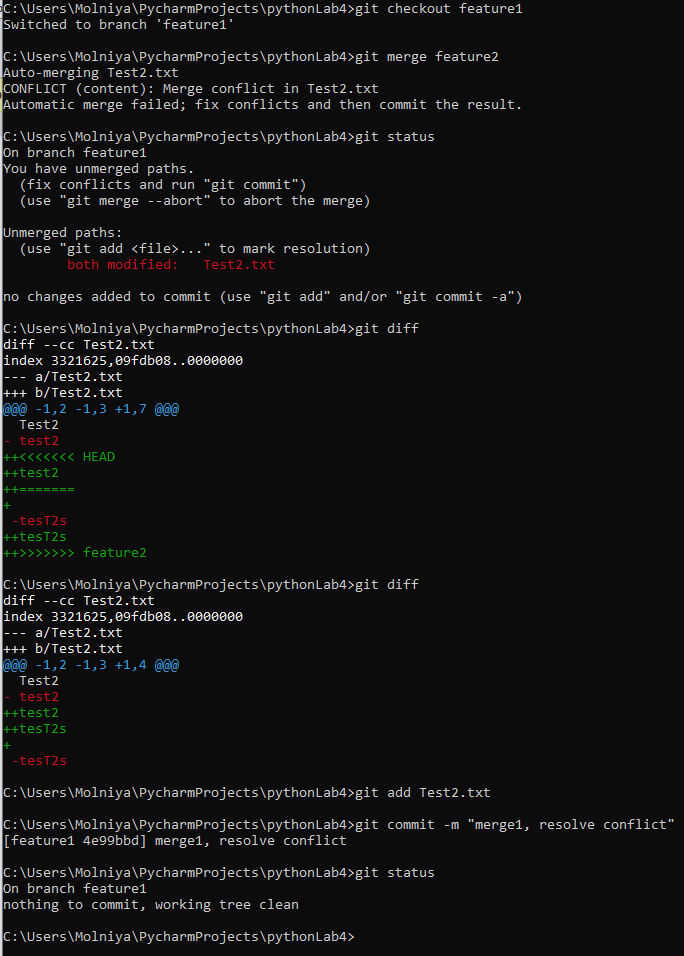 C:\Users\Molniya\PycharmProjects\pythonLab4>git checkout feature1
Switched to branch 'feature1'
C:\Users\Molniya\PycharmProjects\pythonLab4>git merge feature2
Auto-merging Test2.txt
CONFLICT (content): Merge conflict in Test2.txt
Automatic merge failed; fix conflicts and then commit the result.
C:\Users\Molniya\PycharmProjects\pythonLab4>git status
On branch feature1
You have unmerged paths.
  (fix conflicts and run "git commit")
  (use "git merge --abort" to abort the merge)
Unmerged paths:
  (use "git add <file>..." to mark resolution)
        both modified:   Test2.txt
no changes added to commit (use "git add" and/or "git commit -a")
C:\Users\Molniya\PycharmProjects\pythonLab4>git diff
diff --cc Test2.txt
index 3321625,09fdb08..0000000
--- a/Test2.txt
+++ b/Test2.txt
@@@ -1,2 -1,3 +1,7 @@@
  Test2
- test2
++<<<<<<< HEAD
++test2
++=======
+
 -tesT2s
++tesT2s
++>>>>>>> feature2
C:\Users\Molniya\PycharmProjects\pythonLab4>git diff
diff --cc Test2.txt
index 3321625,09fdb08..0000000
--- a/Test2.txt
+++ b/Test2.txt
@@@ -1,2 -1,3 +1,4 @@@
  Test2
- test2
++test2
++tesT2s
+
 -tesT2s
C:\Users\Molniya\PycharmProjects\pythonLab4>git add Test2.txt
C:\Users\Molniya\PycharmProjects\pythonLab4>git commit -m "merge1, resolve conflict"
[feature1 4e99bbd] merge1, resolve conflict
C:\Users\Molniya\PycharmProjects\pythonLab4>git status
On branch feature1
nothing to commit, working tree clean
C:\Users\Molniya\PycharmProjects\pythonLab4>